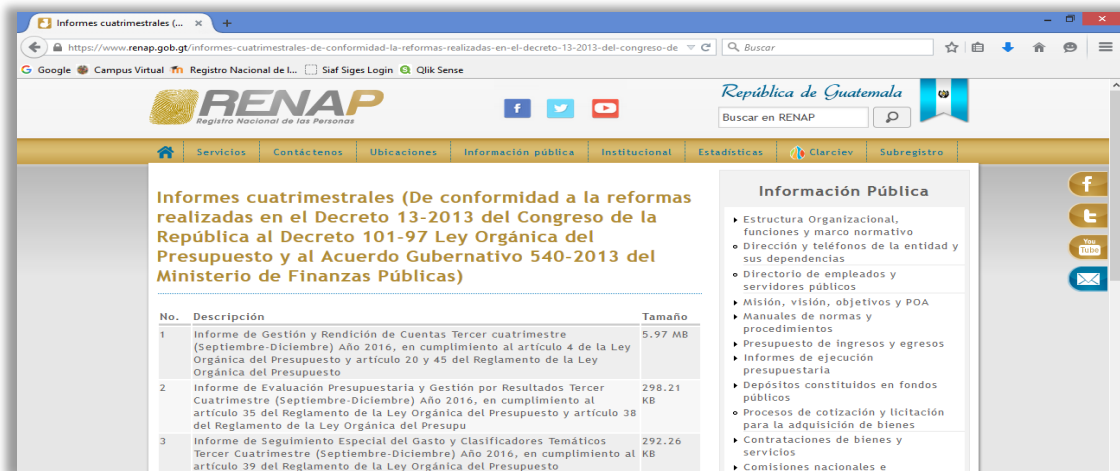 Informes cuatrimestrales (...
https://www.renap.gob.gt/informes-cuatrimestrales-de-conformidad-la-reformas-realizadas-en-el-decreto-13-2013-del-congreso-de
Buscar
Google
Campus Virtual
Registro Nacional de l...
Siaf Siges Login
Qlik Sense
RENAP
Registro Nacional de las Personas
República de Guatemala
Buscar en RENAP
Servicios
Contáctenos
Ubicaciones
Información pública
Institucional
Estadísticas
Clarciev
Subregistro
Informes cuatrimestrales (De conformidad a la reformas
realizadas en el Decreto 13-2013 del Congreso de la
República al Decreto 101-97 Ley Orgánica del
Presupuesto y al Acuerdo Gubernativo 540-2013 del
Ministerio de Finanzas Públicas)
No. Descripción Tamaño
1 Informe de Gestión y Rendición de Cuentas Tercer cuatrimestre 5.97 MB
(Septiembre-Diciembre) Año 2016, en cumplimiento al artículo 4 de la Ley
Orgánica del Presupuesto y artículo 20 y 45 del Reglamento de la Ley
Orgánica del Presupuesto
2 Informe de Evaluación Presupuestaria y Gestión por Resultados Tercer 298.21
Cuatrimestre (Septiembre-Diciembre) Año 2016, en cumplimiento al KB
artículo 35 del Reglamento de la Ley Orgánica del Presupuesto y artículo 38
del Reglamento de la Ley Orgánica del Presupu
3 Informe de Seguimiento Especial del Gasto y Clasificadores Temáticos 292.26
Tercer Cuatrimestre (Septiembre-Diciembre) Año 2016, en cumplimiento al KB
artículo 39 del Reglamento de la Ley Orgánica del Presupuesto
Información Pública
Estructura Organizacional,
funciones y marco normativo
Dirección y teléfonos de la entidad y
sus dependencias
Directorio de empleados y
servidores públicos
Misión, visión, objetivos y POA
Manuales de normas y
procedimientos
Presupuesto de ingresos y egresos
Informes de ejecución
presupuestaria
Depósitos constituidos en fondos
públicos
Procesos de cotización y licitación
para la adquisición de bienes
Contrataciones de bienes y
servicios
Comisiones nacionales e
You
Tube